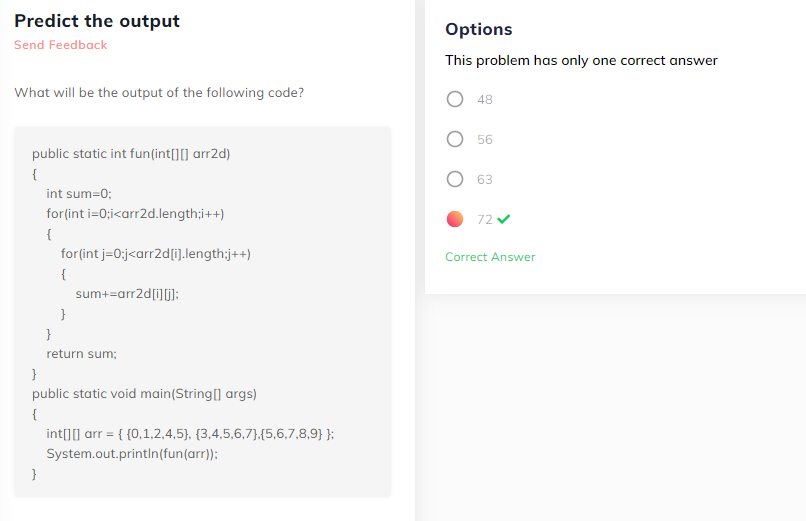 Predict the output
Send Feedback
What will be the output of the following code?
public static int fun(int[][] arr2d)
{
int sum=0;
for(int i=0;i<arr2d.length;i++)
{
for(int j=0;j<arr2d[i].length;j++)
{
sum+=arr2d[i][j];
}
}
return sum;
}
public static void main(String[] args)
{
int[][] arr = { {0,1,2,4,5}, {3,4,5,6,7},{5,6,7,8,9} };
System.out.println(fun(arr));
}
Options
This problem has only one correct answer
48
56
63
72
Correct Answer